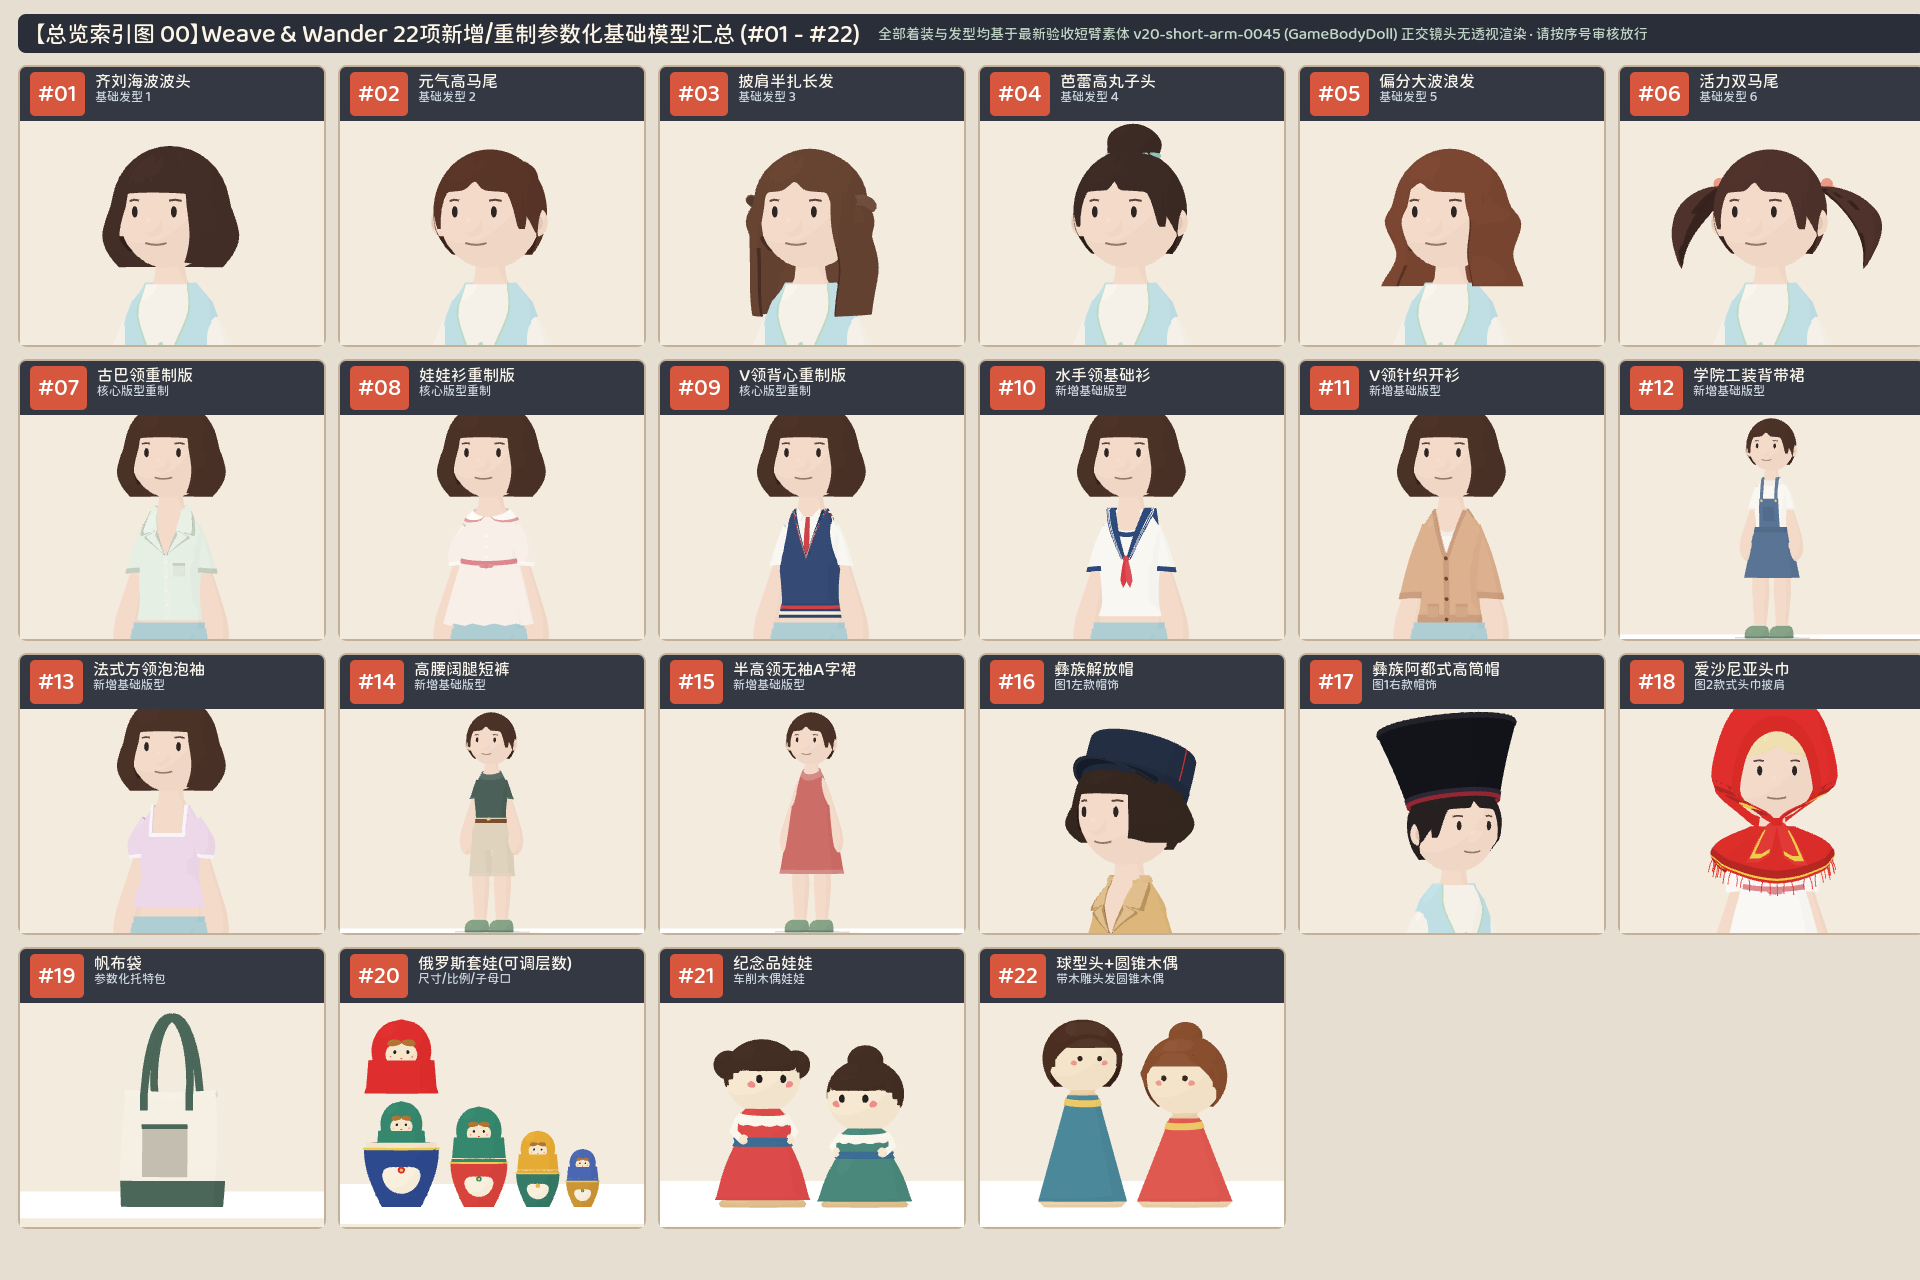 【总览索引图 00】Weave & Wander 22项新增/重制参数化基础模型汇总 (#01 - #22)
全部着装与发型均基于最新验收短臂素体 v20-short-arm-0045 (GameBodyDoll) 正交镜头无透视渲染 · 请按序号审核放行
#01
齐刘海波波头
基础发型 1
#02
元气高马尾
基础发型 2
#03
披肩半扎长发
基础发型 3
#04
芭蕾高丸子头
基础发型 4
#05
偏分大波浪发
基础发型 5
#06
活力双马尾
基础发型 6
#07
古巴领重制版
核心版型重制
#08
娃娃衫重制版
核心版型重制
#09
V领背心重制版
核心版型重制
#10
水手领基础衫
新增基础版型
#11
V领针织开衫
新增基础版型
#12
学院工装背带裙
新增基础版型
#13
法式方领泡泡袖
新增基础版型
#14
高腰阔腿短裤
新增基础版型
#15
半高领无袖A字裙
新增基础版型
#16
彝族解放帽
图1左款帽饰
#17
彝族阿都式高筒帽
图1右款帽饰
#18
爱沙尼亚头巾
图2款式头巾披肩
#19
帆布袋
参数化托特包
#20
俄罗斯套娃(可调层数)
尺寸/比例/子母口
#21
纪念品娃娃
车削木偶娃娃
#22
球型头+圆锥木偶
带木雕头发圆锥木偶